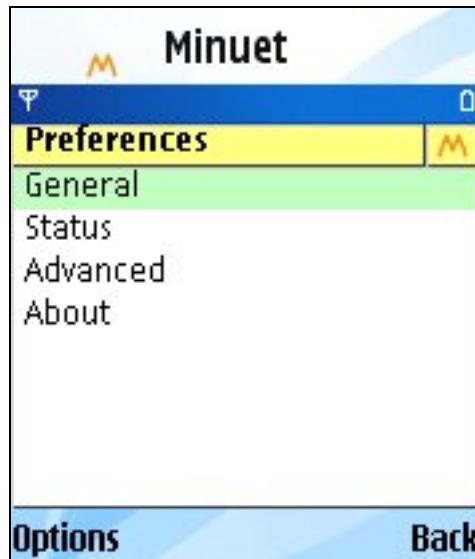 Minuet
Preferences
General
Status
Advanced
About
Options Back